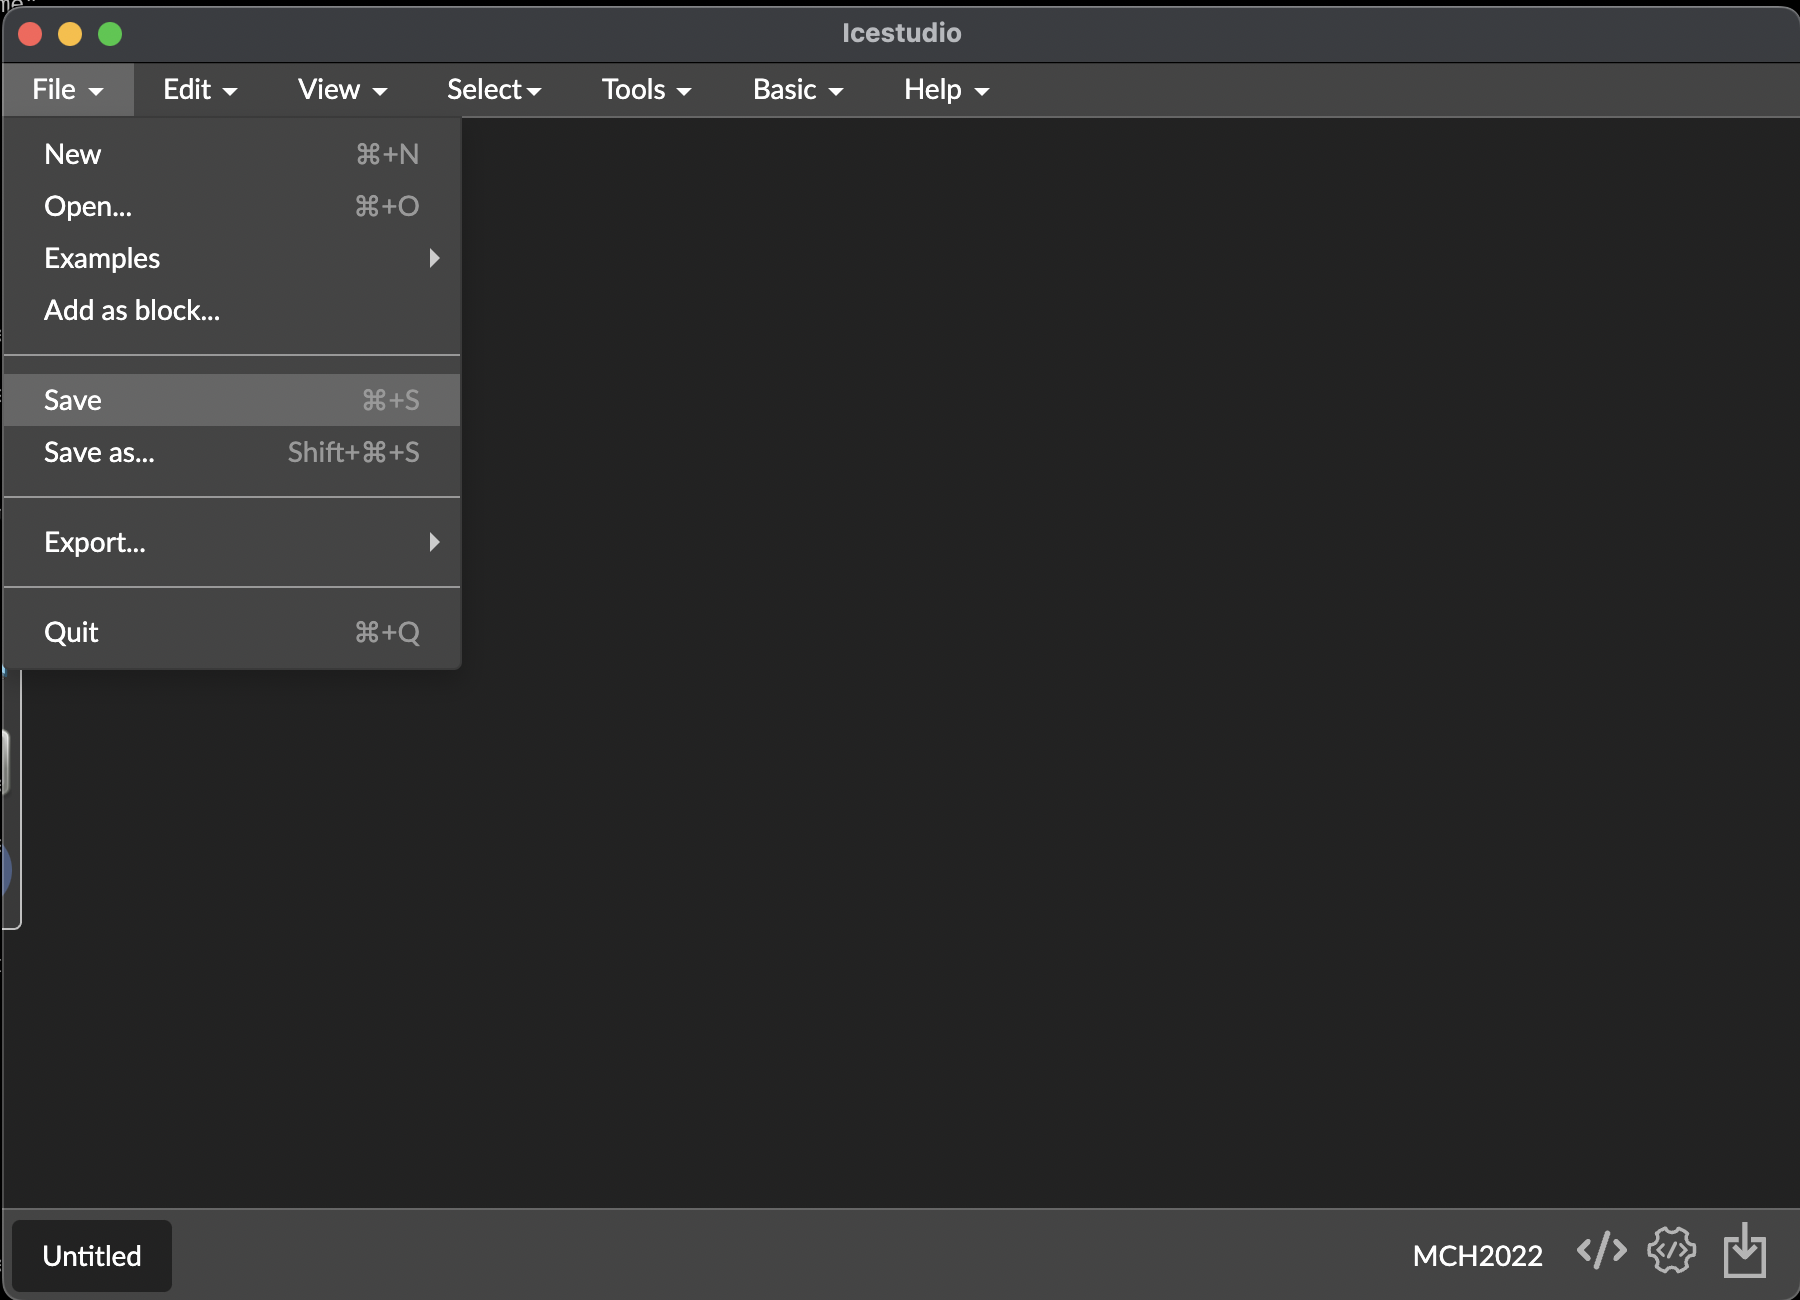 Icestudio
File Edit View Select Tools Basic Help
New ⌘+N
Open... ⌘+O
Examples
Add as block...
Save ⌘+S
Save as... Shift+⌘+S
Export...
Quit ⌘+Q
Untitled
MCH2022 </> </>